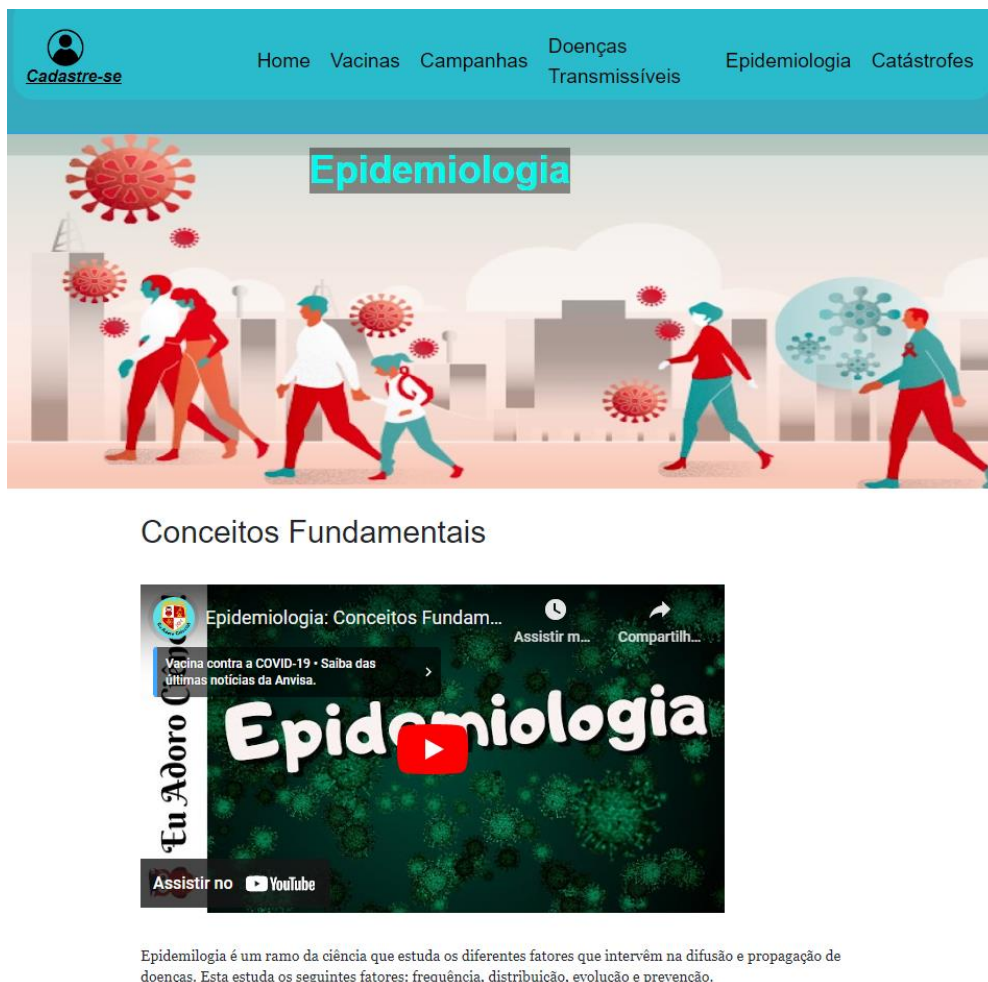 Cadastre-se
Home Vacinas Campanhas Doenças Transmissíveis Epidemiologia Catástrofes
Epidemiologia
Conceitos Fundamentais
Epidemiologia: Conceitos Fundam...
Assistir m... Compartilh...
Vacina contra a COVID-19 • Saiba das
últimas notícias da Anvisa.
Epidemiologia
Eu Adoro Ciênc
Assistir no YouTube
Epidemilogia é um ramo da ciência que estuda os diferentes fatores que intervêm na difusão e propagação de
doenças. Esta estuda os seguintes fatores: frequência, distribuição, evolução e prevenção.